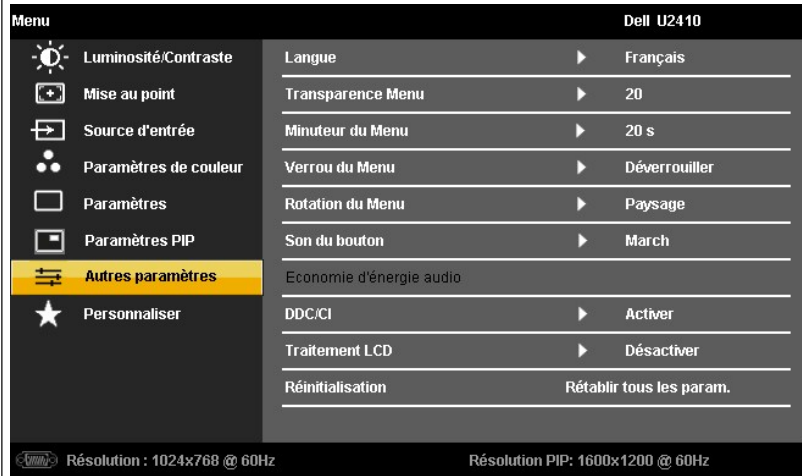 Menu Dell U2410
Luminosité/Contraste Langue Français
Mise au point Transparence Menu 20
Source d'entrée Minuteur du Menu 20 s
Paramètres de couleur Verrou du Menu Déverrouiller
Paramètres Rotation du Menu Paysage
Paramètres PIP Son du bouton March
Autres paramètres Economie d'énergie audio
Personnaliser DDC/CI Activer
Traitement LCD Désactiver
Réinitialisation Rétablir tous les param.
Résolution : 1024x768 @ 60Hz Résolution PIP: 1600x1200 @ 60Hz